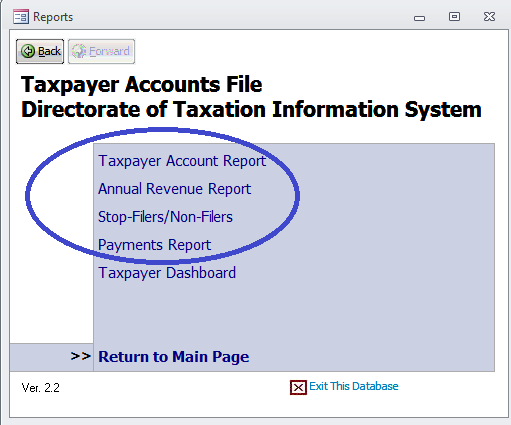 Reports
Back Forward
Taxpayer Accounts File
Directorate of Taxation Information System
Taxpayer Account Report
Annual Revenue Report
Stop-Filers/Non-Filers
Payments Report
Taxpayer Dashboard
>> Return to Main Page
Ver. 2.2 Exit This Database